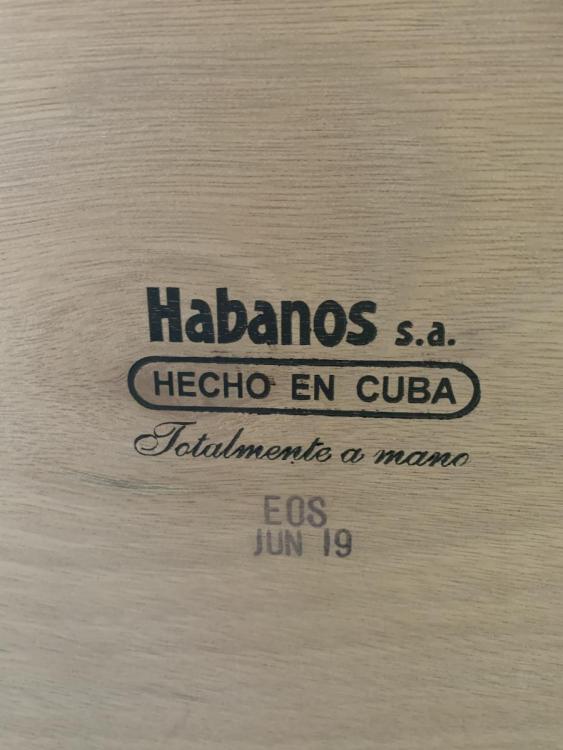 Habanos s.a.
HECHO EN CUBA
Totalmente a mano
EOS
JUN 19